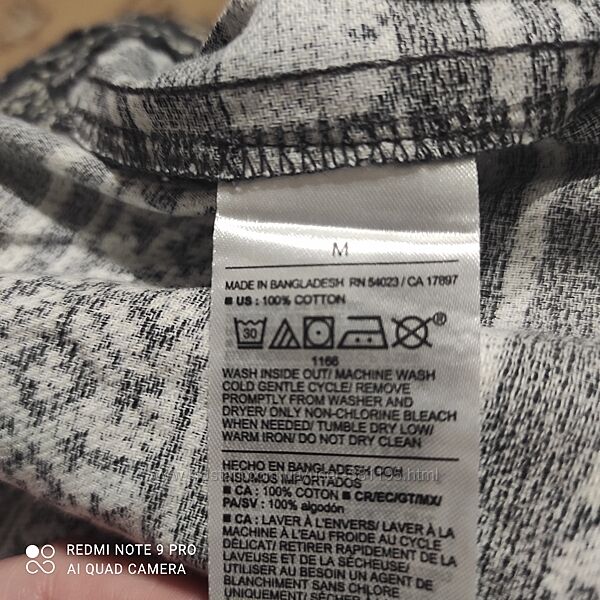 M
MADE IN BANGLADESH RN 54023 / CA 17897
■ US : 100% COTTON
30
®
1166
WASH INSIDE OUT/ MACHINE WASH
COLD GENTLE CYCLE/ REMOVE
PROMPTLY FROM WASHER AND
DRYER/ ONLY NON-CHLORINE BLEACH
WHEN NEEDED/ TUMBLE DRY LOW/
WARM IRON/ DO NOT DRY CLEAN
HECHO EN BANGLADESH CON
INSUMOS IMPORTADOS
■ CA : 100% COTON ■ CR/EC/GT/MX/
PA/SV : 100% algodón
■ CA : LAVER À L'ENVERS/ LAVER À LA
MACHINE À L'EAU FROIDE AU CYCLE
DÉLICAT/ RETIRER RAPIDEMENT DE LA
LAVEUSE ET DE LA SÉCHEUSE/
UTILISER AU BESOIN UN AGENT DE
BLANCHIMENT SANS CHLORE
UNIQUEMENT/ SÉCHER
REDMI NOTE 9 PRO
AI QUAD CAMERA